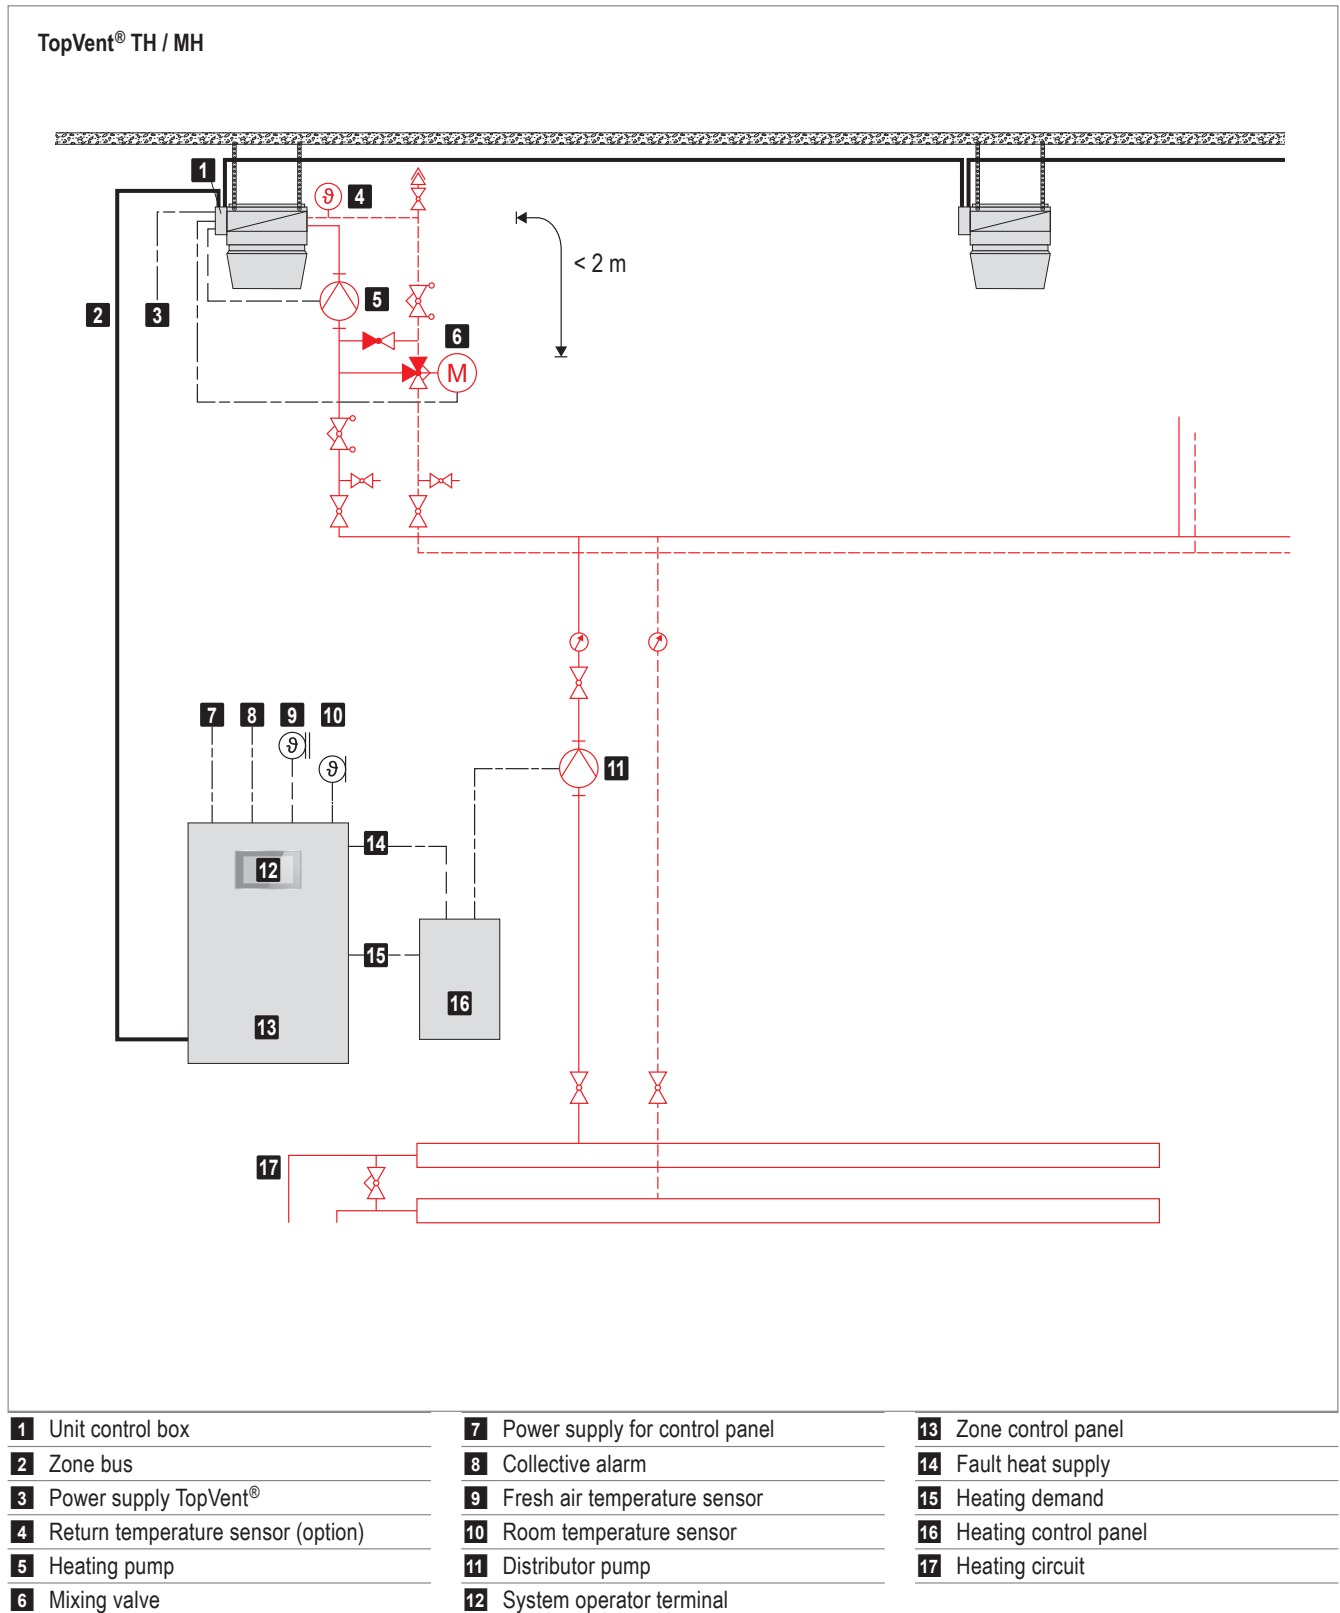 TopVent® TH / MH
1
ϑ 4
< 2 m
2
3
5
6
M
7
8
9
10
ϑ
ϑ
11
14
12
15
16
13
17
1 Unit control box
2 Zone bus
3 Power supply TopVent®
4 Return temperature sensor (option)
5 Heating pump
6 Mixing valve
7 Power supply for control panel
8 Collective alarm
9 Fresh air temperature sensor
10 Room temperature sensor
11 Distributor pump
12 System operator terminal
13 Zone control panel
14 Fault heat supply
15 Heating demand
16 Heating control panel
17 Heating circuit